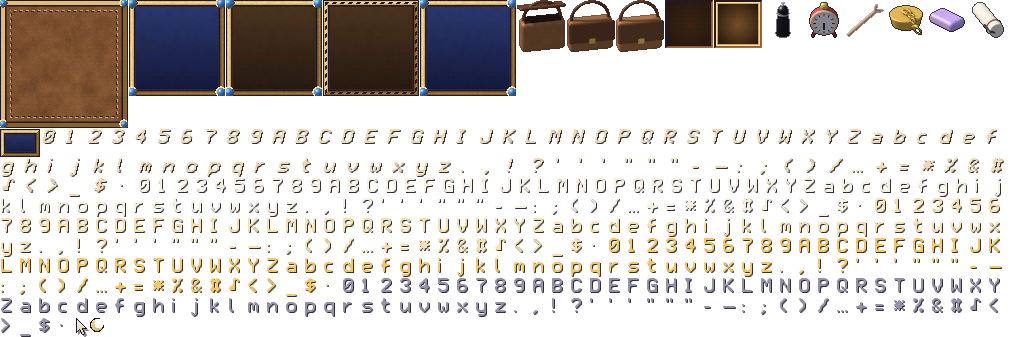 0 1 2 3 4 5 6 7 8 9 A B C D E F G H I J K L M N O P Q R S T U V W X Y Z a b c d e f
g h i j k l m n o p q r s t u v w x y z . , ! ? ' ' ' " " " - – : ; ( ) / … + = * % & #
♪ < > _ $ · 0 1 2 3 4 5 6 7 8 9 A B C D E F G H I J K L M N O P Q R S T U V W X Y Z a b c d e f g h i j
k l m n o p q r s t u v w x y z . , ! ? ' ' ' " " " - – : ; ( ) / … + = * % & # ♪ < > _ $ · 0 1 2 3 4 5 6
7 8 9 A B C D E F G H I J K L M N O P Q R S T U V W X Y Z a b c d e f g h i j k l m n o p q r s t u v w x
y z . , ! ? ' ' ' " " " - – : ; ( ) / … + = * % & # ♪ < > _ $ · 0 1 2 3 4 5 6 7 8 9 A B C D E F G H I J K
L M N O P Q R S T U V W X Y Z a b c d e f g h i j k l m n o p q r s t u v w x y z . , ! ? ' ' ' " " " - –
: ; ( ) / … + = * % & # ♪ < > _ $ · 0 1 2 3 4 5 6 7 8 9 A B C D E F G H I J K L M N O P Q R S T U V W X Y
Z a b c d e f g h i j k l m n o p q r s t u v w x y z . , ! ? ' ' ' " " " - – : ; ( ) / … + = * % & # ♪ <
> _ $ ·